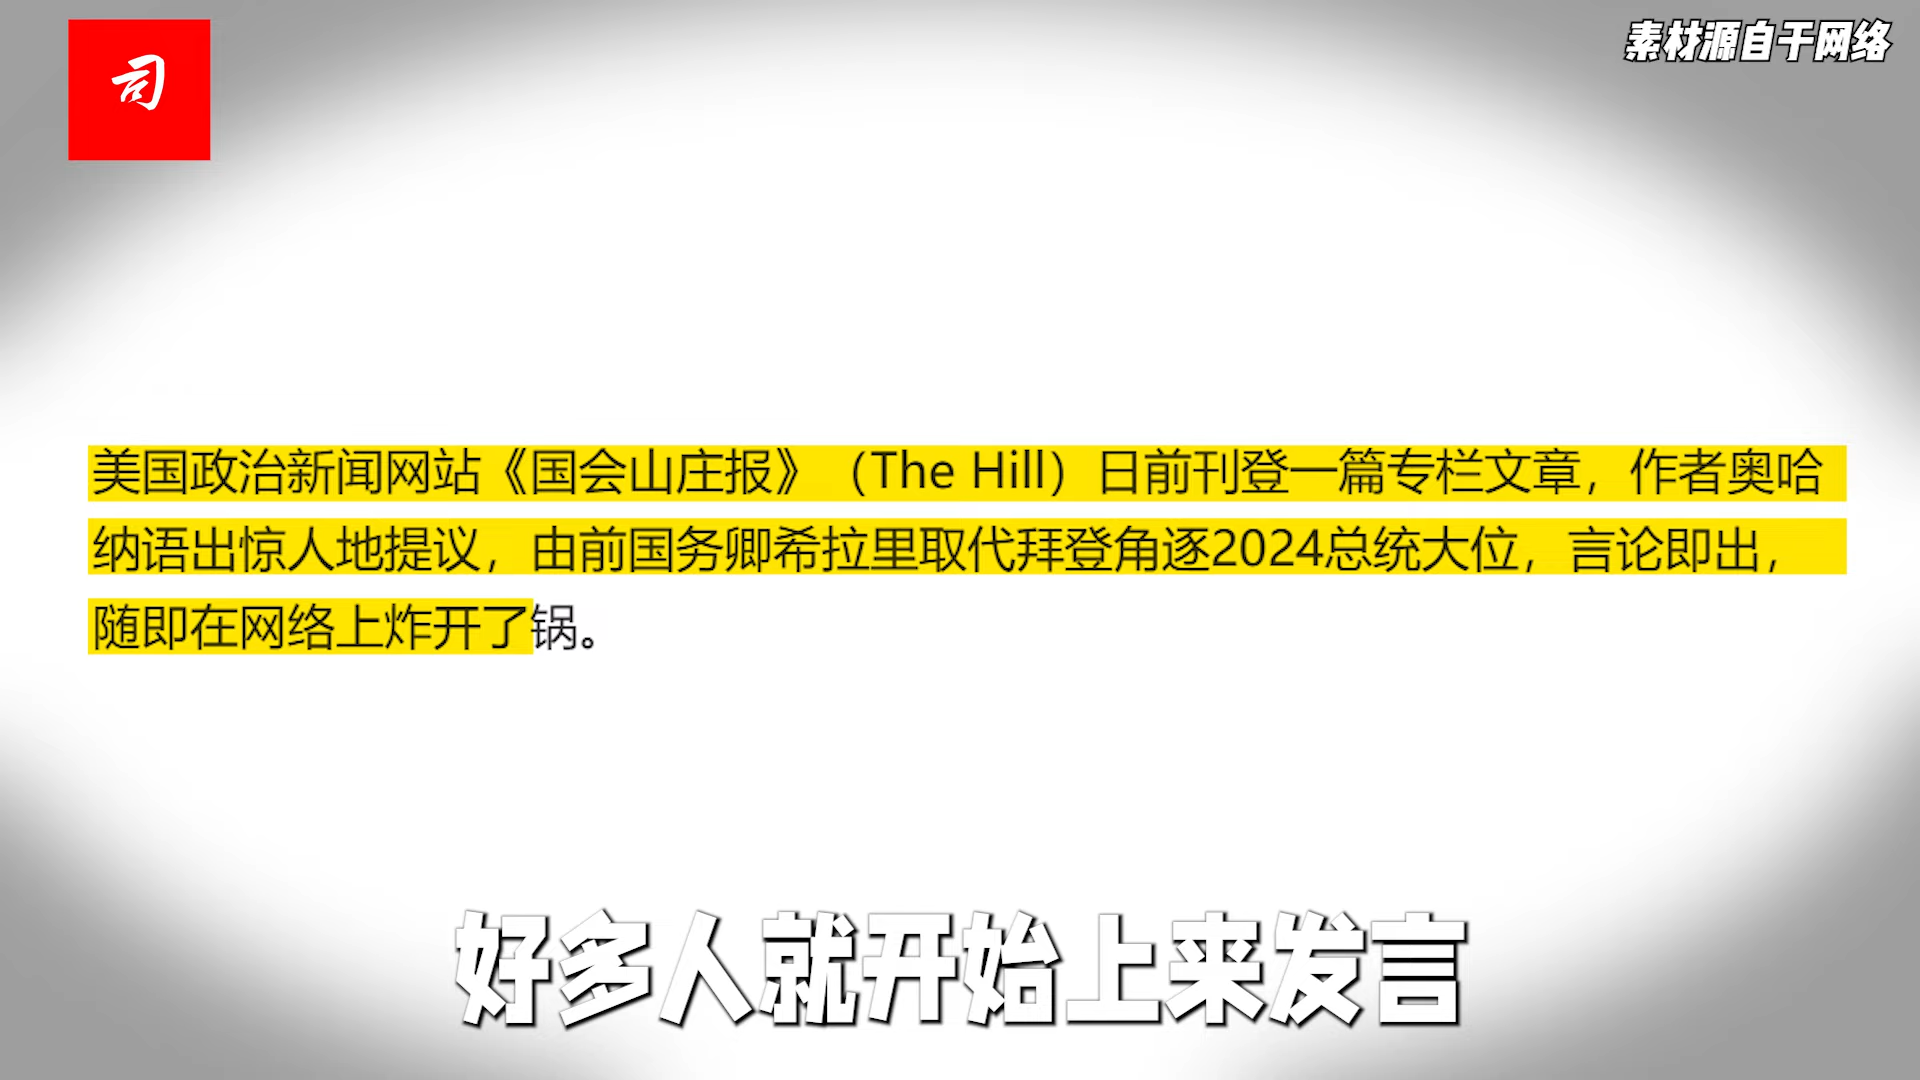 司
素材源自于网络
美国政治新闻网站《国会山庄报》（The Hill）日前刊登一篇专栏文章，作者奥哈
纳语出惊人地提议，由前国务卿希拉里取代拜登角逐2024总统大位，言论即出，
随即在网络上炸开了锅。
好多人就开始上来发言